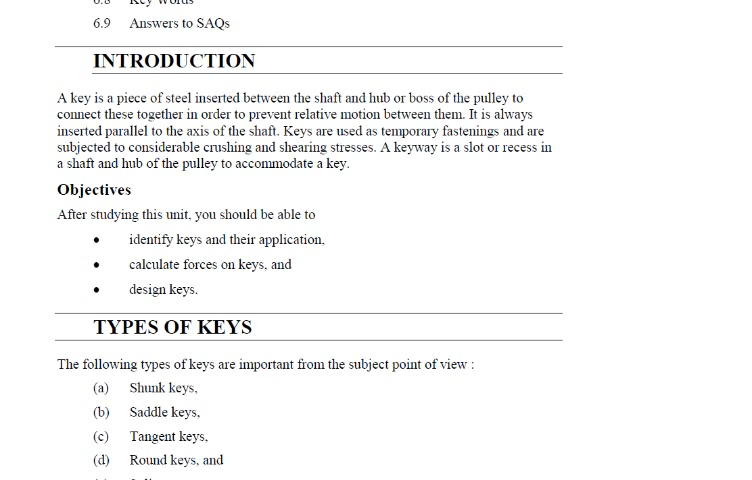 6.8 Key Words
6.9 Answers to SAQs
INTRODUCTION
A key is a piece of steel inserted between the shaft and hub or boss of the pulley to
connect these together in order to prevent relative motion between them. It is always
inserted parallel to the axis of the shaft. Keys are used as temporary fastenings and are
subjected to considerable crushing and shearing stresses. A keyway is a slot or recess in
a shaft and hub of the pulley to accommodate a key.
Objectives
After studying this unit, you should be able to
• identify keys and their application,
• calculate forces on keys, and
• design keys.
TYPES OF KEYS
The following types of keys are important from the subject point of view :
(a) Shunk keys,
(b) Saddle keys,
(c) Tangent keys,
(d) Round keys, and